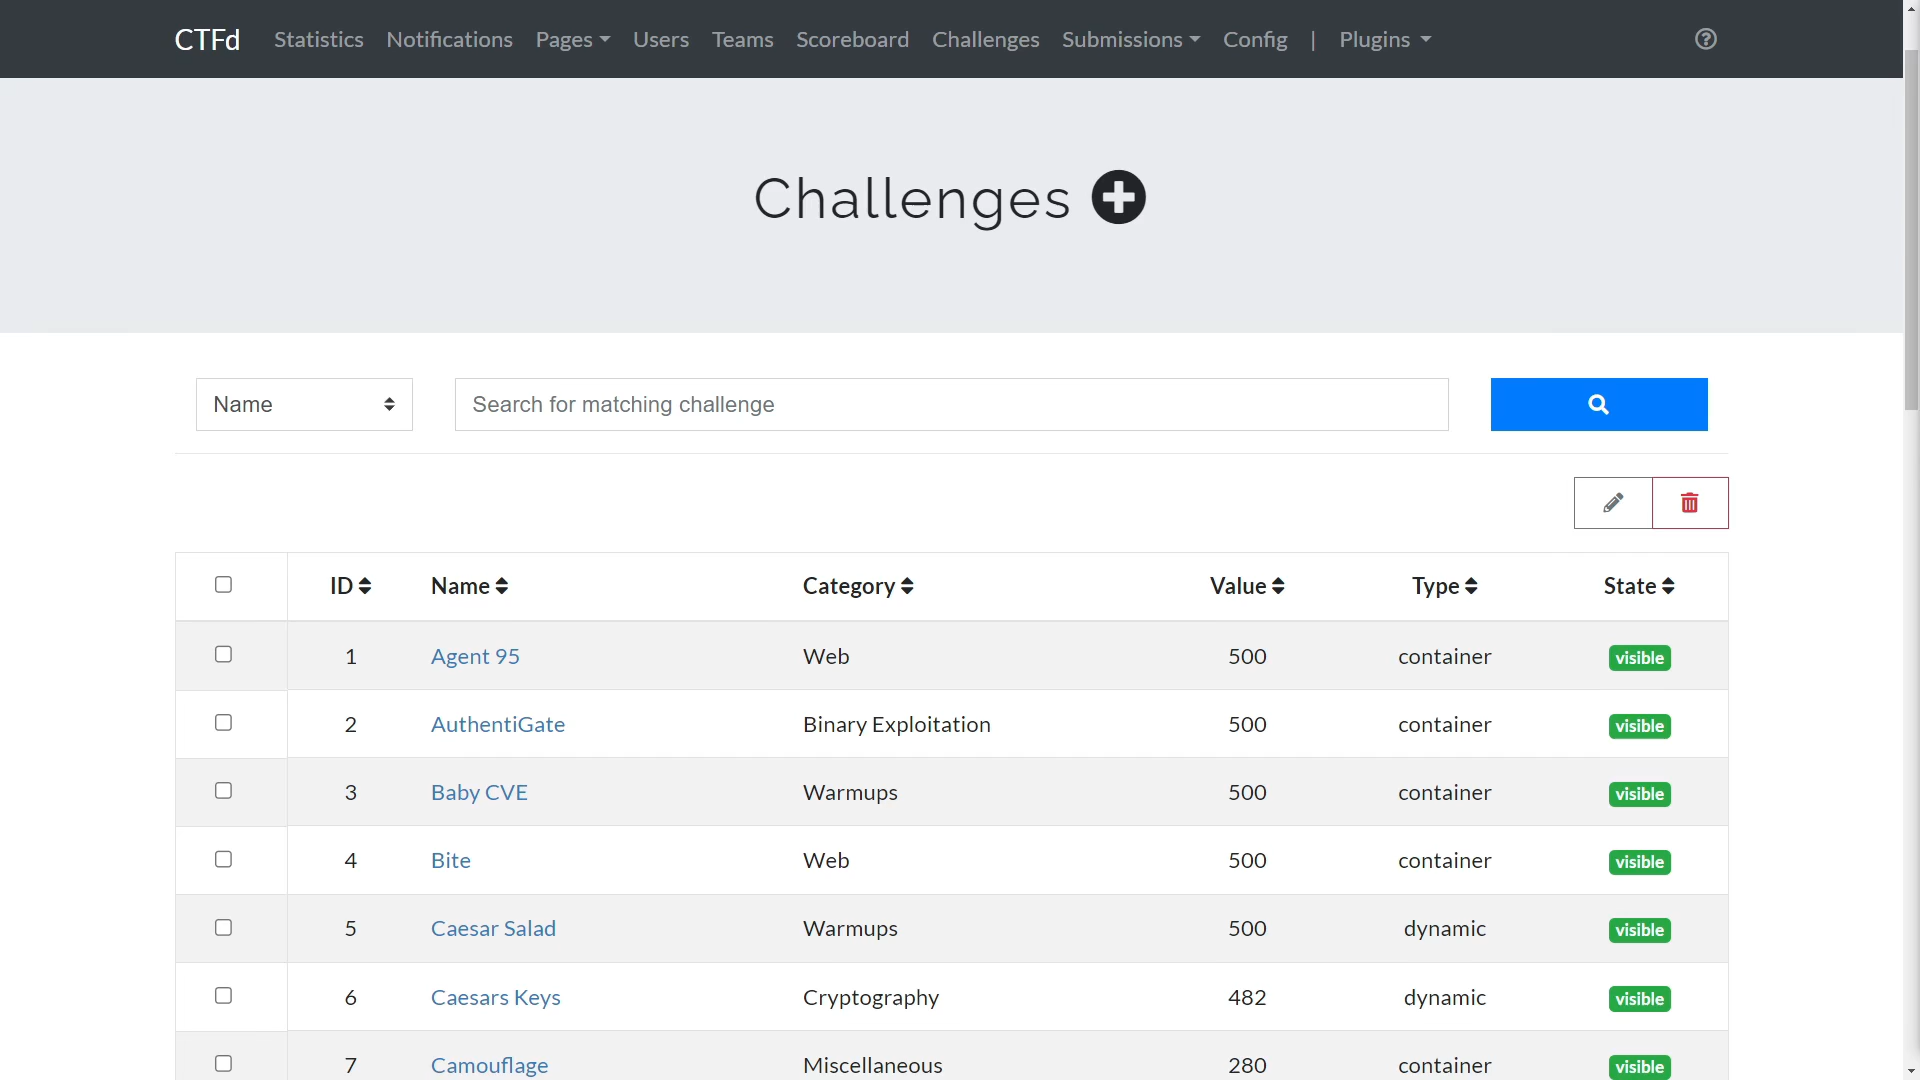 CTFd Statistics Notifications Pages Users Teams Scoreboard Challenges Submissions Config | Plugins
Challenges
Name Search for matching challenge
ID Name Category Value Type State
1 Agent 95 Web 500 container visible
2 AuthentiGate Binary Exploitation 500 container visible
3 Baby CVE Warmups 500 container visible
4 Bite Web 500 container visible
5 Caesar Salad Warmups 500 dynamic visible
6 Caesars Keys Cryptography 482 dynamic visible
7 Camouflage Miscellaneous 280 container visible